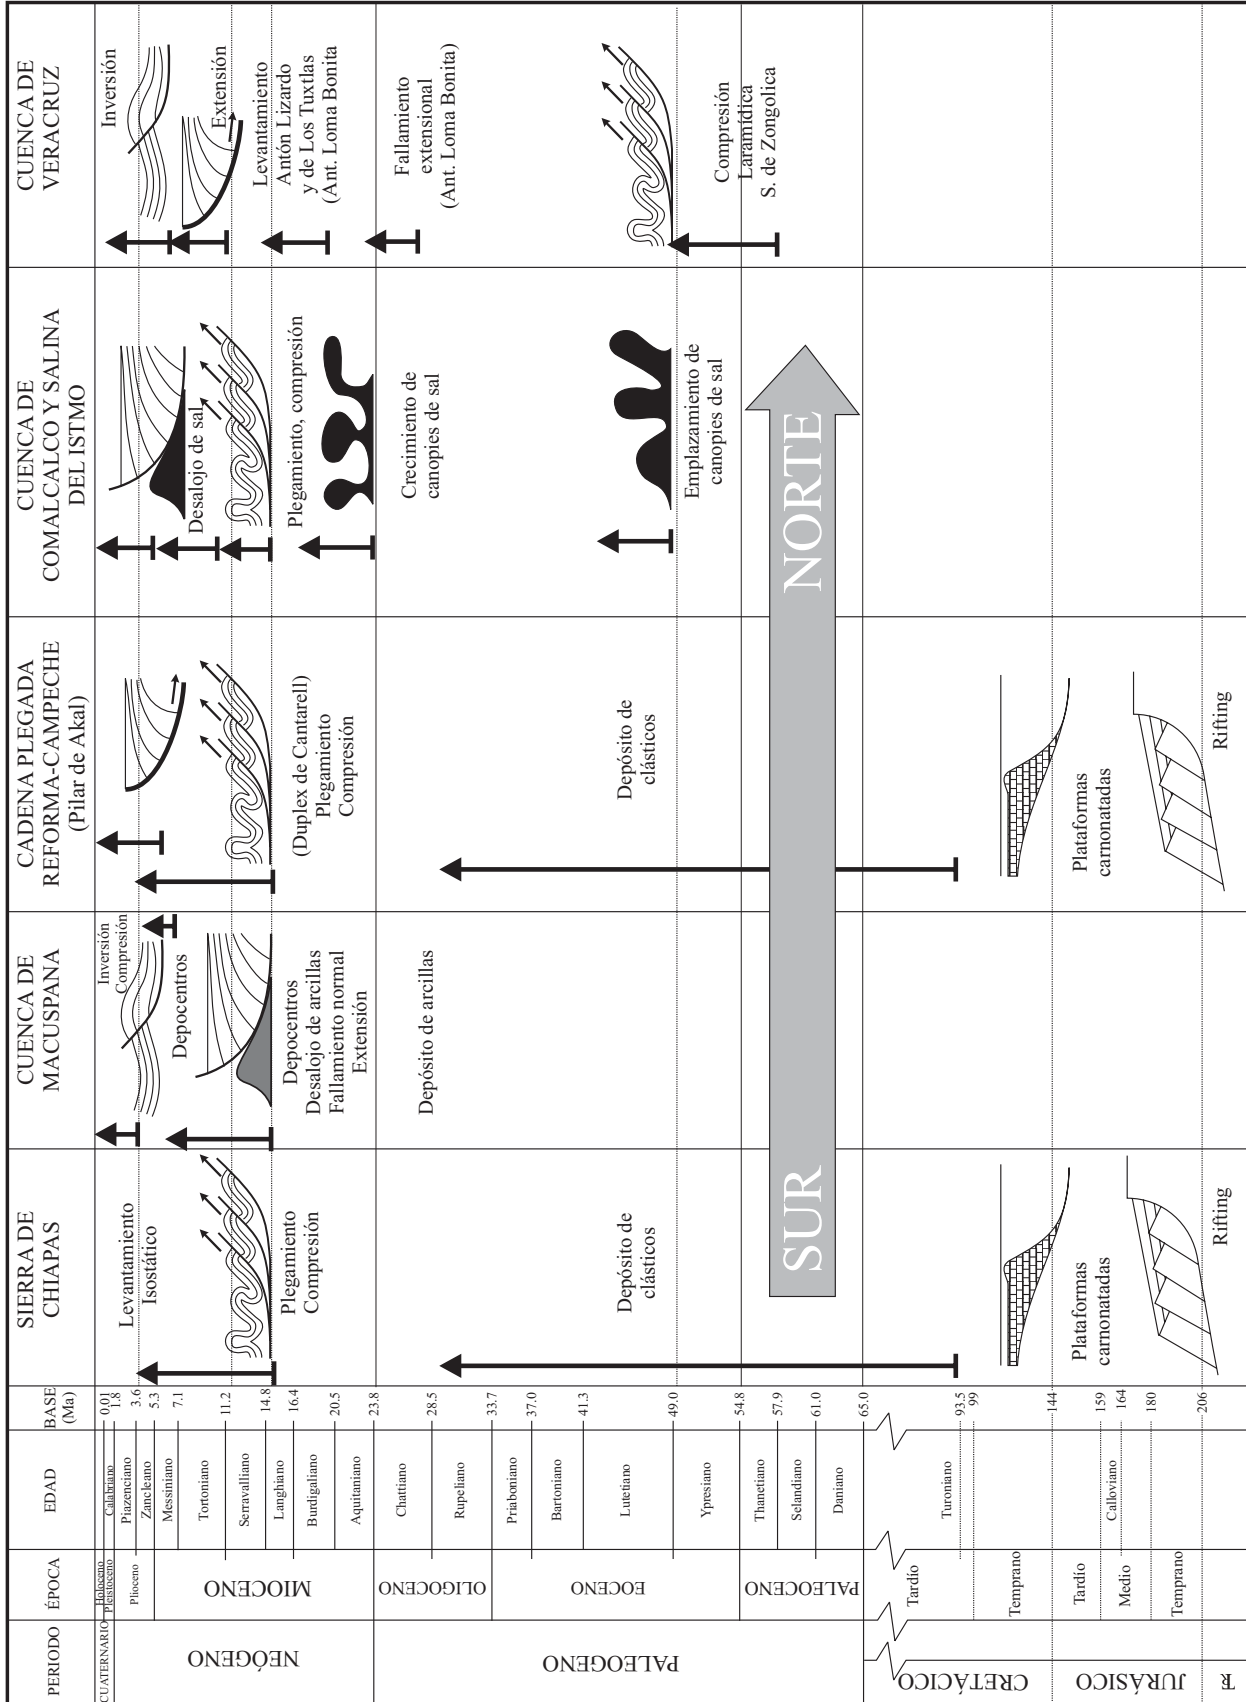 PERIODO
ÉPOCA
EDAD
BASE
(Ma)
SIERRA DE
CHIAPAS
CUENCA DE
MACUSPANA
CADENA PLEGADA
REFORMA-CAMPECHE
(Pilar de Akal)
CUENCA DE
COMALCALCO Y SALINA
DEL ISTMO
CUENCA DE
VERACRUZ
CUATERNARIO
NEÓGENO
PALEOGENO
CRETÁCICO
JURÁSICO
TR
Holoceno
Pleistoceno
Plioceno
MIOCENO
OLIGOCENO
EOCENO
PALEOCENO
Tardío
Temprano
Tardío
Medio
Temprano
Calabriano
Piazenciano
Zancleano
Messiniano
Tortoniano
Serravalliano
Langhiano
Burdigaliano
Aquitaniano
Chattiano
Rupeliano
Priaboniano
Bartoniano
Lutetiano
Ypresiano
Thanetiano
Selandiano
Daniano
Turoniano
Calloviano
0.01
1.8
3.6
5.3
7.1
11.2
14.8
16.4
20.5
23.8
28.5
33.7
37.0
41.3
49.0
54.8
57.9
61.0
65.0
93.5
99
144
159
164
180
206
Levantamiento
Isostático
Plegamiento
Compresión
Depósito de
clásticos
Plataformas
carnonatadas
Rifting
Inversión
Compresión
Depocentros
Depocentros
Desalojo de arcillas
Fallamiento normal
Extensión
Depósito de arcillas
(Duplex de Cantarell)
Plegamiento
Compresión
Depósito de
clásticos
Plataformas
carnonatadas
Rifting
Desalojo de sal
Plegamiento, compresión
Crecimiento de
canopies de sal
Emplazamiento de
canopies de sal
Inversión
Extensión
Levantamiento
Antón Lizardo
y de Los Tuxtlas
(Ant. Loma Bonita)
Fallamiento
extensional
(Ant. Loma Bonita)
Compresión
Laramídica
S. de Zongolica
SUR
NORTE